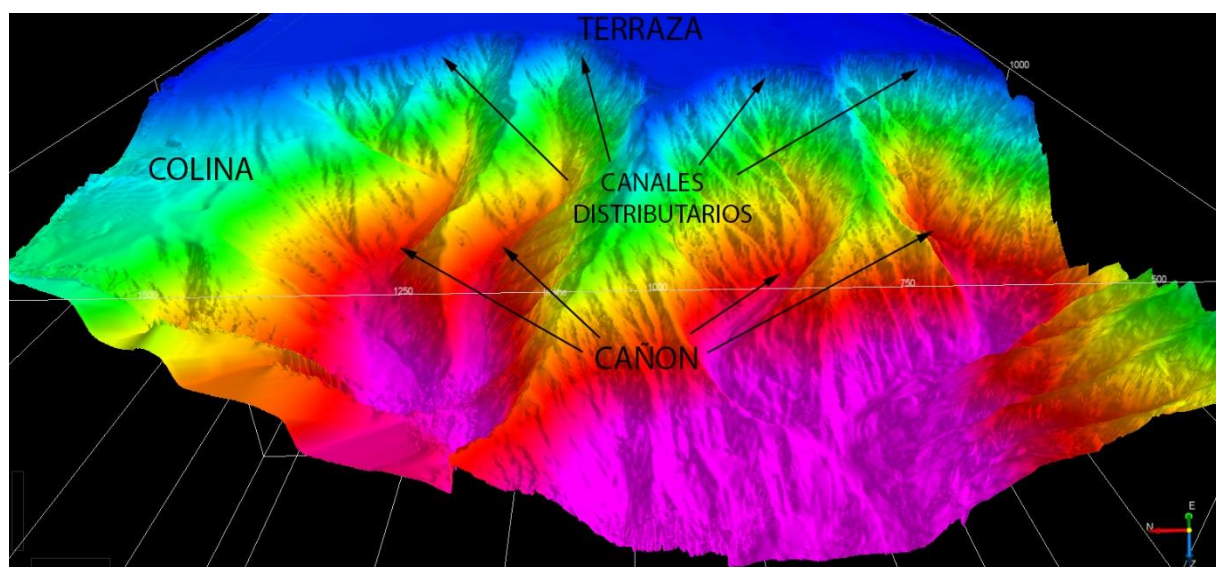 TERRAZA
1000
COLINA
CANALES
DISTRIBUTARIOS
1500
1250
1000
750
500
CAÑON
E
N
Z